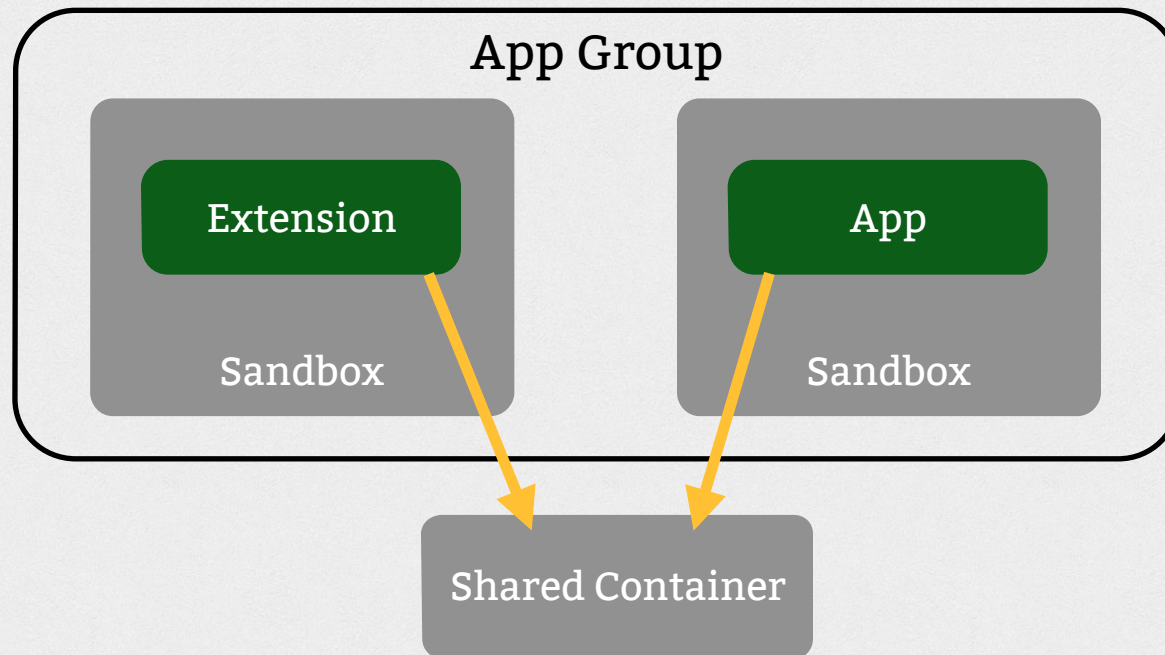 App Group
Extension
App
Sandbox
Sandbox
Shared Container